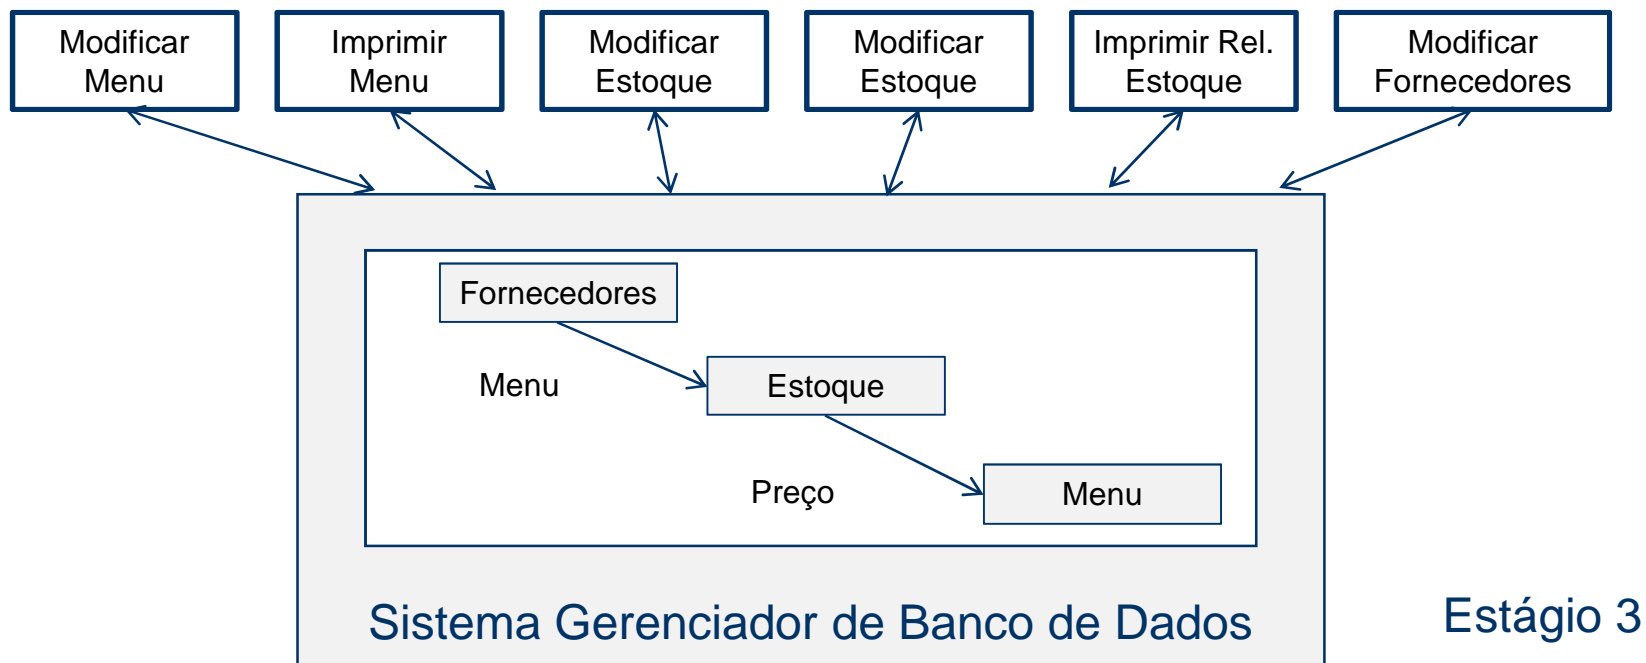 Modificar
Menu
Imprimir
Menu
Modificar
Estoque
Modificar
Estoque
Imprimir Rel.
Estoque
Modificar
Fornecedores
Fornecedores
Menu
Estoque
Preço
Menu
Sistema Gerenciador de Banco de Dados
Estágio 3